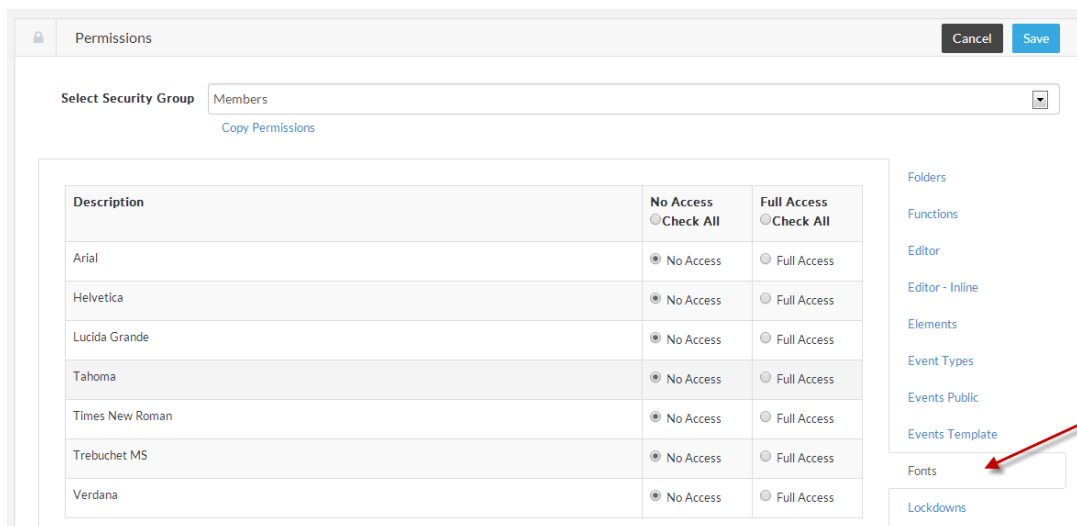 Permissions
Cancel
Save
Select Security Group
Members
Copy Permissions
Description
No Access
Check All
Full Access
Check All
Arial
No Access
Full Access
Helvetica
No Access
Full Access
Lucida Grande
No Access
Full Access
Tahoma
No Access
Full Access
Times New Roman
No Access
Full Access
Trebuchet MS
No Access
Full Access
Verdana
No Access
Full Access
Folders
Functions
Editor
Editor - Inline
Elements
Event Types
Events Public
Events Template
Fonts
Lockdowns